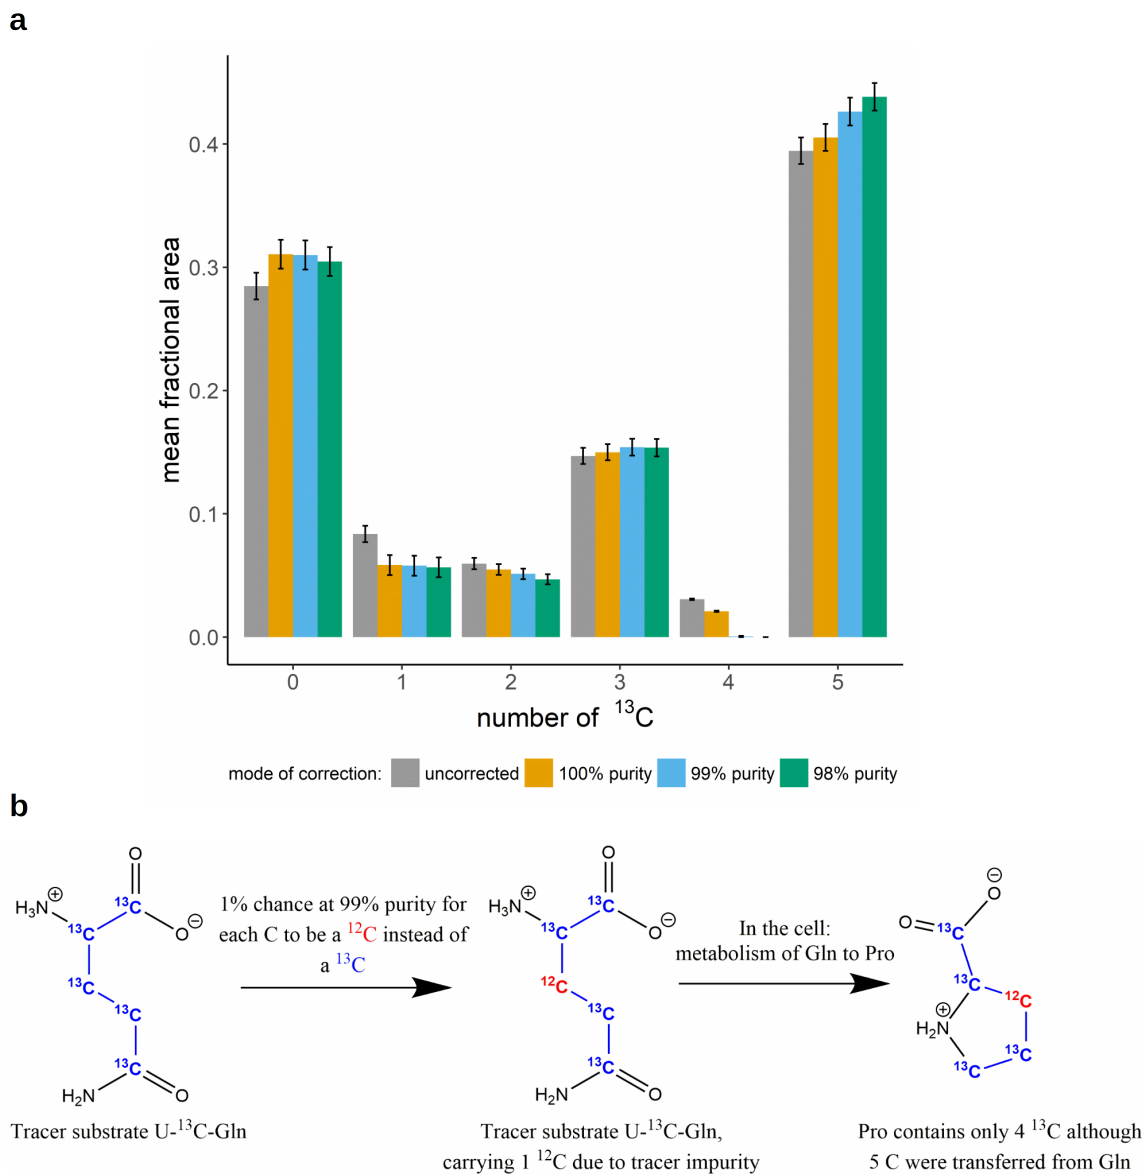 a
mean fractional area
0.4
0.3
0.2
0.1
0.0
0 1 2 3 4 5
number of ¹³C
mode of correction: uncorrected 100% purity 99% purity 98% purity
b
O
H₃N⊕ ¹³C
¹³C O⊖
¹³C
¹³C
¹³C
H₂N O
Tracer substrate U-¹³C-Gln
1% chance at 99% purity for
each C to be a ¹²C instead of
a ¹³C
O
H₃N⊕ ¹³C
¹³C O⊖
¹²C
¹³C
¹³C
H₂N O
Tracer substrate U-¹³C-Gln,
carrying 1 ¹²C due to tracer impurity
In the cell:
metabolism of Gln to Pro
O⊖
O ¹³C
¹³C ¹²C
⊕
H₂N
¹³C ¹³C
Pro contains only 4 ¹³C although
5 C were transferred from Gln